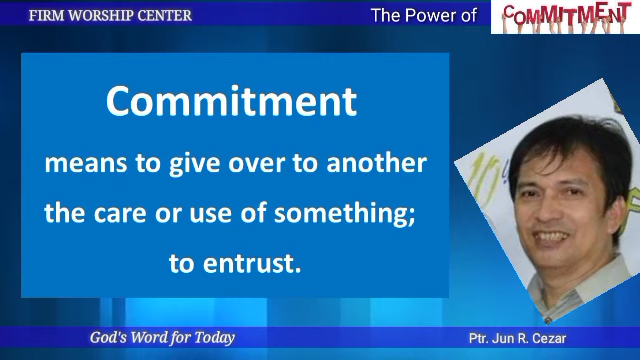 FIRM WORSHIP CENTER
The Power of COMMITMENT
Commitment
means to give over to another
the care or use of something;
to entrust.
God's Word for Today
Ptr. Jun R. Cezar